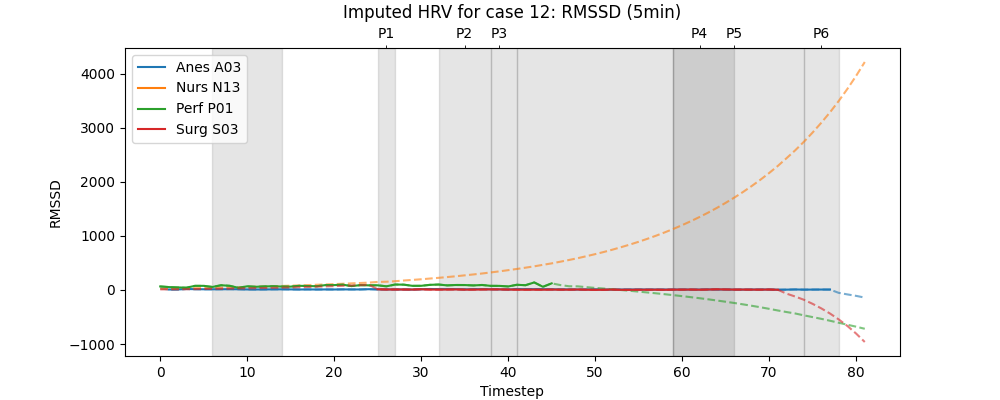 Imputed HRV for case 12: RMSSD (5min)
P1 P2 P3 P4 P5 P6
Anes A03
Nurs N13
Perf P01
Surg S03
4000
3000
2000
1000
0
−1000
RMSSD
0 10 20 30 40 50 60 70 80
Timestep